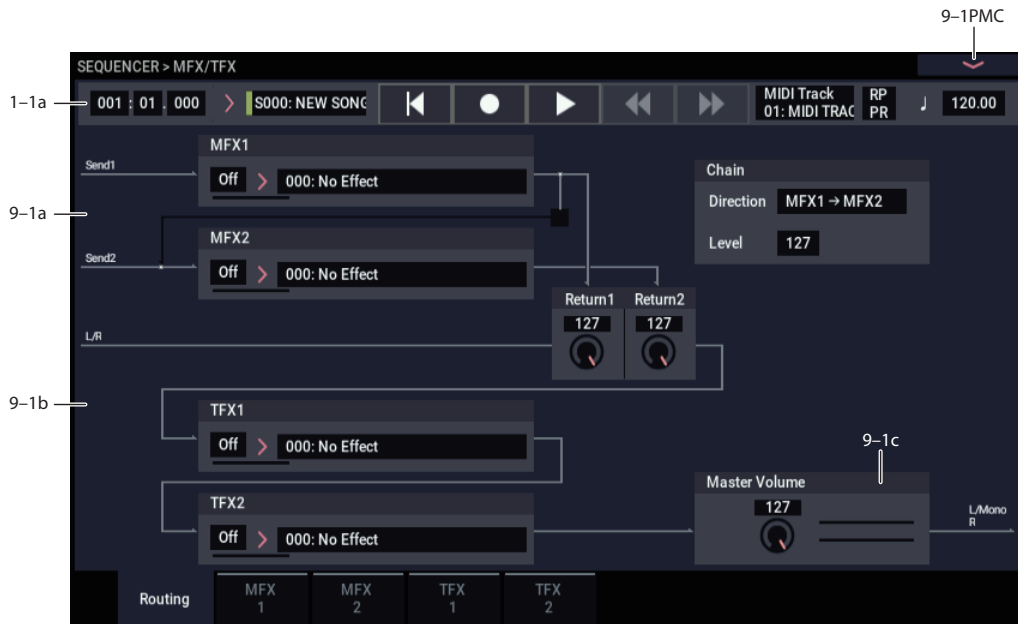 9–1PMC
SEQUENCER > MFX/TFX
1–1a
001 : 01 . 000
S000: NEW SONG
MIDI Track
01: MIDI TRAC
RP
PR
♩ 120.00
MFX1
Send1
Off
000: No Effect
Chain
Direction MFX1 → MFX2
Level 127
9–1a
MFX2
Send2
Off
000: No Effect
Return1 Return2
127 127
L/R
9–1b
TFX1
Off
000: No Effect
9–1c
Master Volume
127
L/Mono
R
TFX2
Off
000: No Effect
Routing
MFX
1
MFX
2
TFX
1
TFX
2